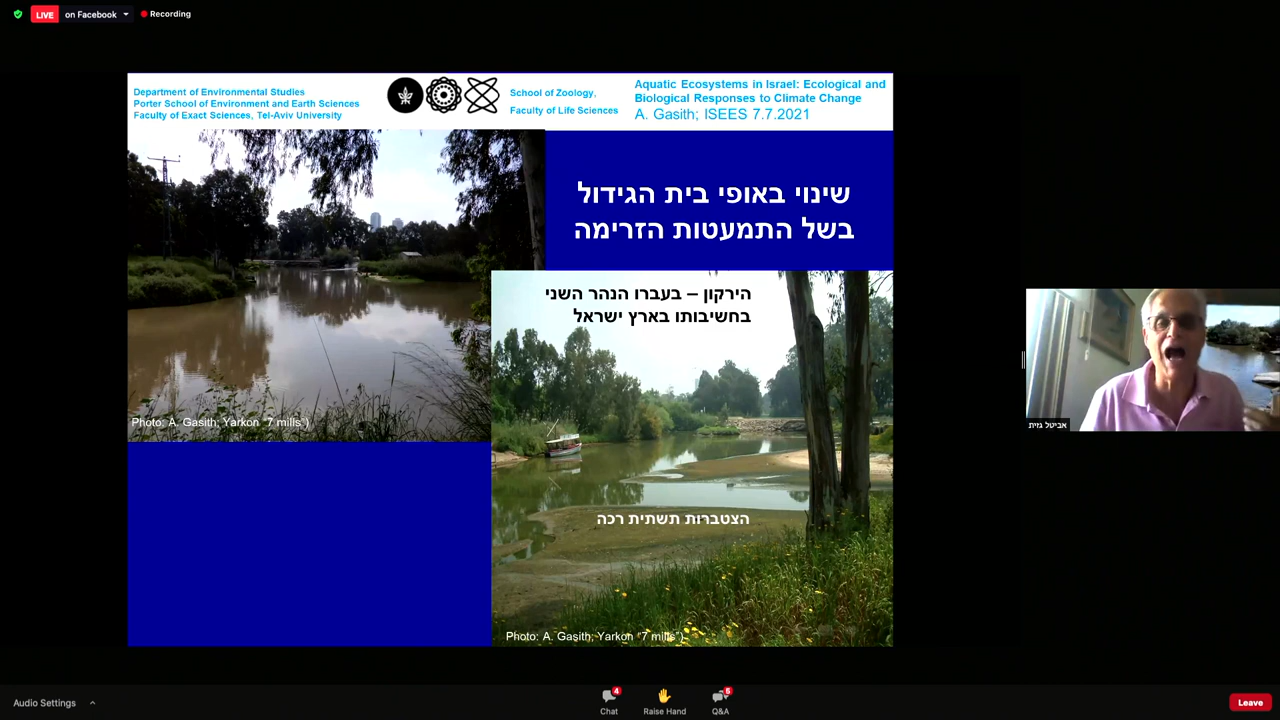 LIVE on Facebook Recording
Department of Environmental Studies
Porter School of Environment and Earth Sciences
Faculty of Exact Sciences, Tel-Aviv University
School of Zoology,
Faculty of Life Sciences
Aquatic Ecosystems in Israel: Ecological and
Biological Responses to Climate Change
A. Gasith; ISEES 7.7.2021
שינוי באופי בית הגידול
בשל התמעטות הזרימה
הירקון – בעברו הנהר השני
בחשיבותו בארץ ישראל
Photo: A. Gasith; Yarkon "7 mills")
אביטל גזית
הצטברות תשתית רכה
Photo: A. Gasith; Yarkon "7 mills")
Audio Settings
4
Chat
Raise Hand
5
Q&A
Leave